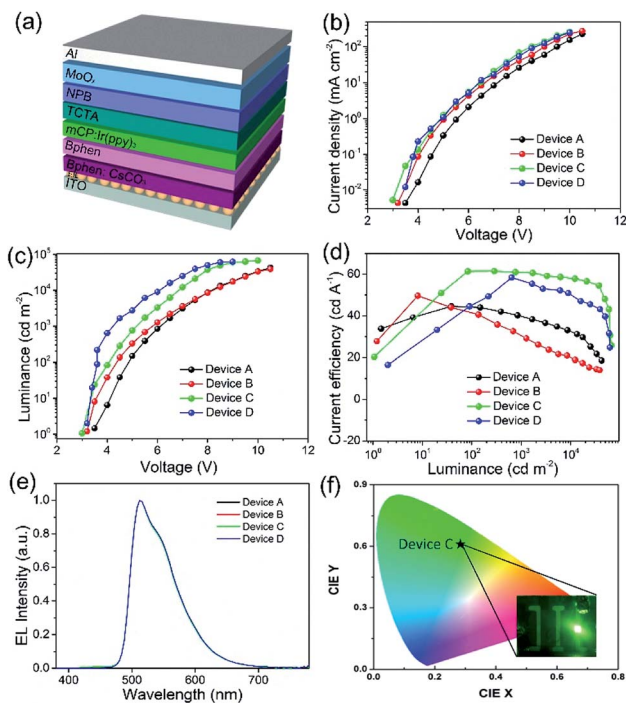 (a)
Al
MoOₓ
NPB
TCTA
mCP:Ir(ppy)₂
Bphen
Bphen: CsCO₃
ITO
(b)
Current density (mA cm⁻²)
10²
10¹
10⁰
10⁻¹
10⁻²
Device A
Device B
Device C
Device D
2 4 6 8 10 12
Voltage (V)
(c)
Luminance (cd m⁻²)
10⁵
10⁴
10³
10²
10¹
10⁰
Device A
Device B
Device C
Device D
2 4 6 8 10 12
Voltage (V)
(d)
Current efficiency (cd A⁻¹)
80
60
40
20
0
20
Device A
Device B
Device C
Device D
10⁰ 10¹ 10² 10³ 10⁴
Luminance (cd m⁻²)
(e)
EL Intensity (a.u.)
1.0
0.8
0.6
0.4
0.2
0.0
Device A
Device B
Device C
Device D
400 500 600 700
Wavelength (nm)
(f)
CIE Y
0.9
0.6
0.3
0.0
Device C
0.0 0.2 0.4 0.6 0.8
CIE X